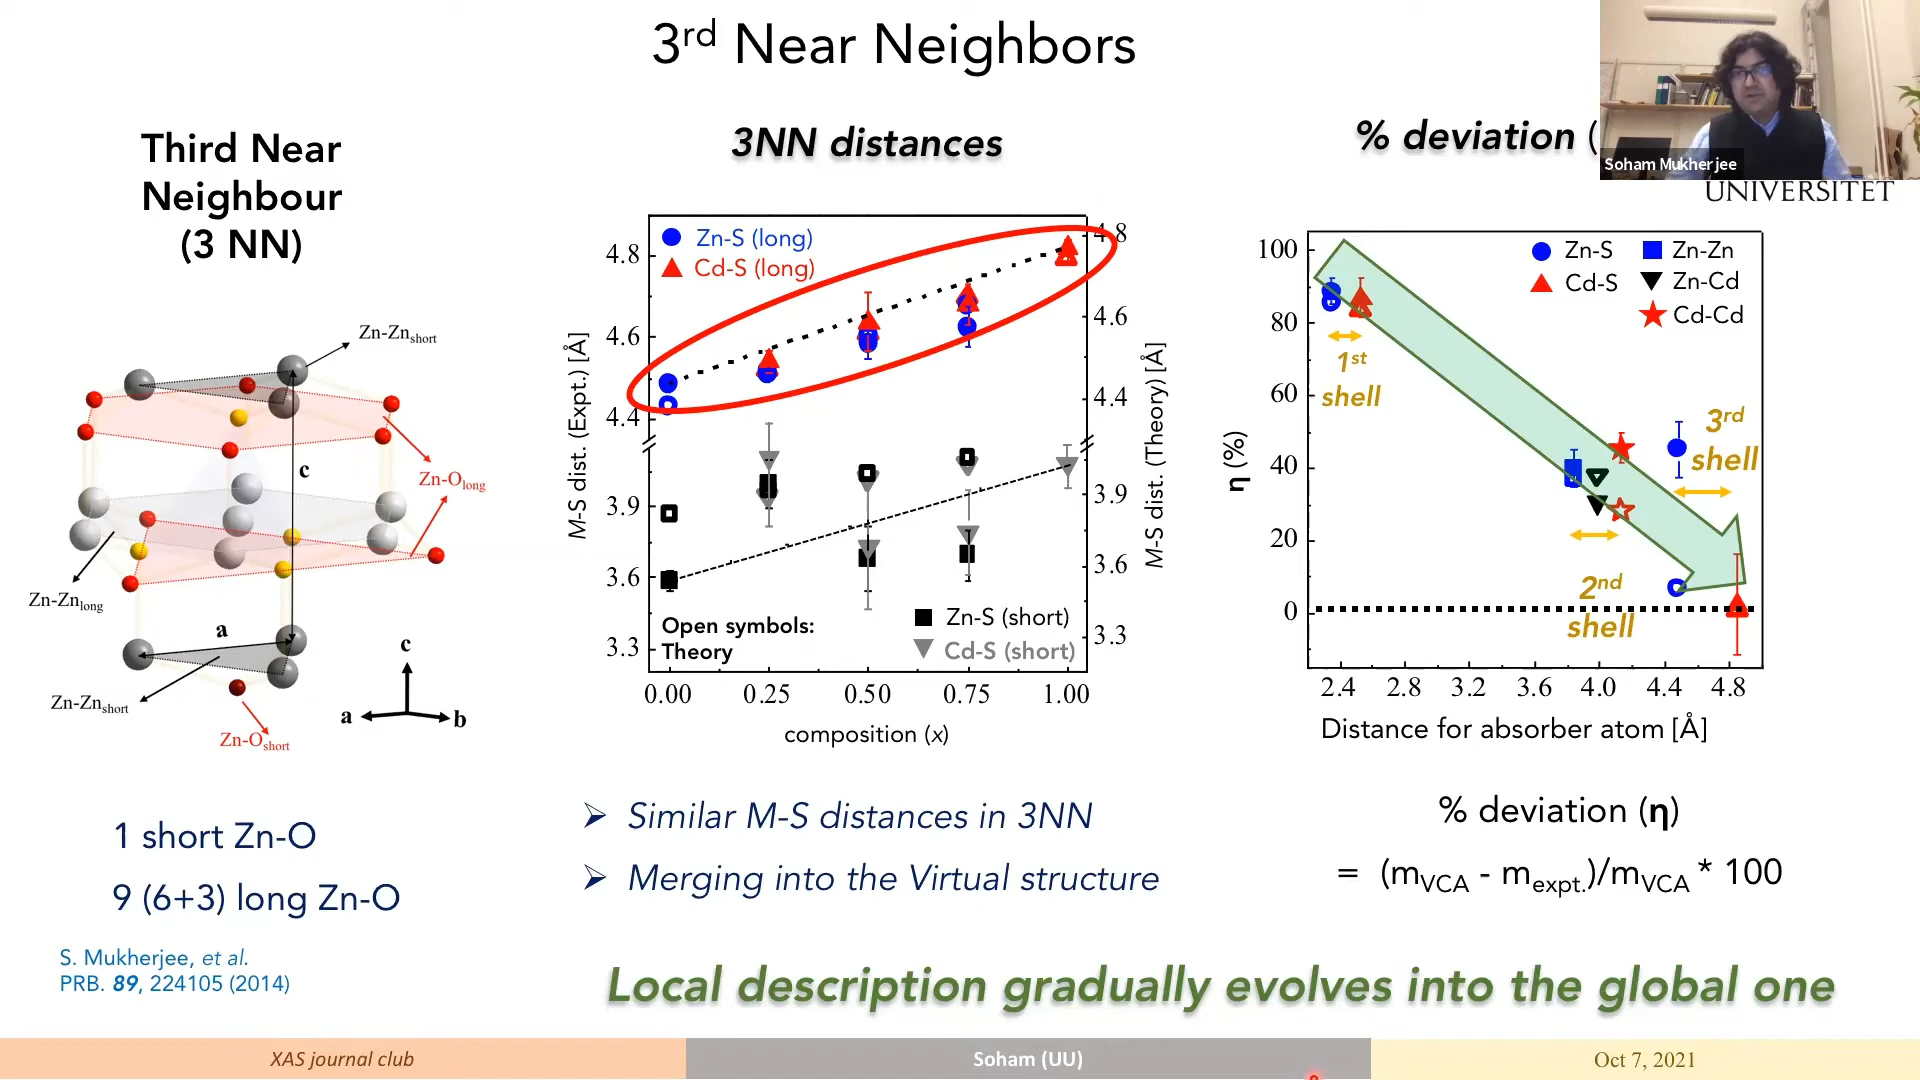 3rd Near Neighbors
Third Near
Neighbour
(3 NN)
Zn-Znshort
c
Zn-Olong
Zn-Znlong
a
Zn-Znshort
Zn-Oshort
c
a
b
1 short Zn-O
9 (6+3) long Zn-O
S. Mukherjee, et al.
PRB. 89, 224105 (2014)
3NN distances
Zn-S (long)
Cd-S (long)
4.8
4.6
4.4
3.9
3.6
3.3
M-S dist. (Expt.) [Å]
4.8
4.6
4.4
3.9
3.6
3.3
M-S dist. (Theory) [Å]
Open symbols:
Theory
Zn-S (short)
Cd-S (short)
0.00 0.25 0.50 0.75 1.00
composition (x)
➢ Similar M-S distances in 3NN
➢ Merging into the Virtual structure
% deviation (
Soham Mukherjee
UNIVERSITET
Zn-S
Zn-Zn
Cd-S
Zn-Cd
Cd-Cd
100
80
60
40
20
0
η (%)
1st
shell
2nd
shell
3rd
shell
2.4 2.8 3.2 3.6 4.0 4.4 4.8
Distance for absorber atom [Å]
% deviation (η)
= (mVCA - mexpt.)/mVCA * 100
Local description gradually evolves into the global one
XAS journal club
Soham (UU)
Oct 7, 2021